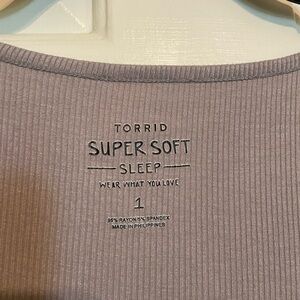 TORRID
SUPER SOFT
SLEEP
WEAR WHAT YOU LOVE
1
95% RAYON/5% SPANDEX
MADE IN PHILIPPINES